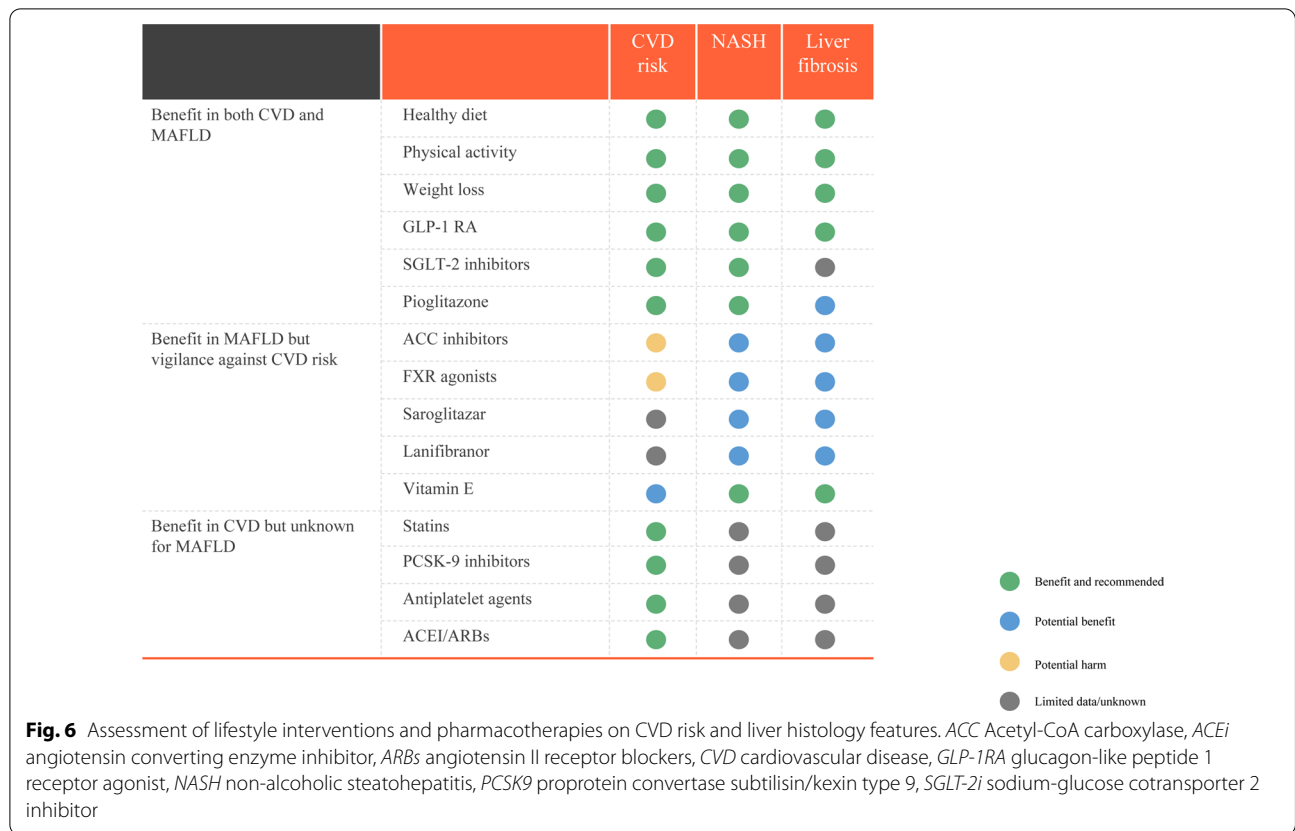 CVD risk NASH Liver fibrosis
Benefit in both CVD and MAFLD
Healthy diet
Physical activity
Weight loss
GLP-1 RA
SGLT-2 inhibitors
Pioglitazone
Benefit in MAFLD but vigilance against CVD risk
ACC inhibitors
FXR agonists
Saroglitazar
Lanifibranor
Vitamin E
Benefit in CVD but unknown for MAFLD
Statins
PCSK-9 inhibitors
Antiplatelet agents
ACEI/ARBs
Benefit and recommended
Potential benefit
Potential harm
Limited data/unknown
Fig. 6 Assessment of lifestyle interventions and pharmacotherapies on CVD risk and liver histology features. ACC Acetyl-CoA carboxylase, ACEi
angiotensin converting enzyme inhibitor, ARBs angiotensin II receptor blockers, CVD cardiovascular disease, GLP-1RA glucagon-like peptide 1
receptor agonist, NASH non-alcoholic steatohepatitis, PCSK9 proprotein convertase subtilisin/kexin type 9, SGLT-2i sodium-glucose cotransporter 2
inhibitor